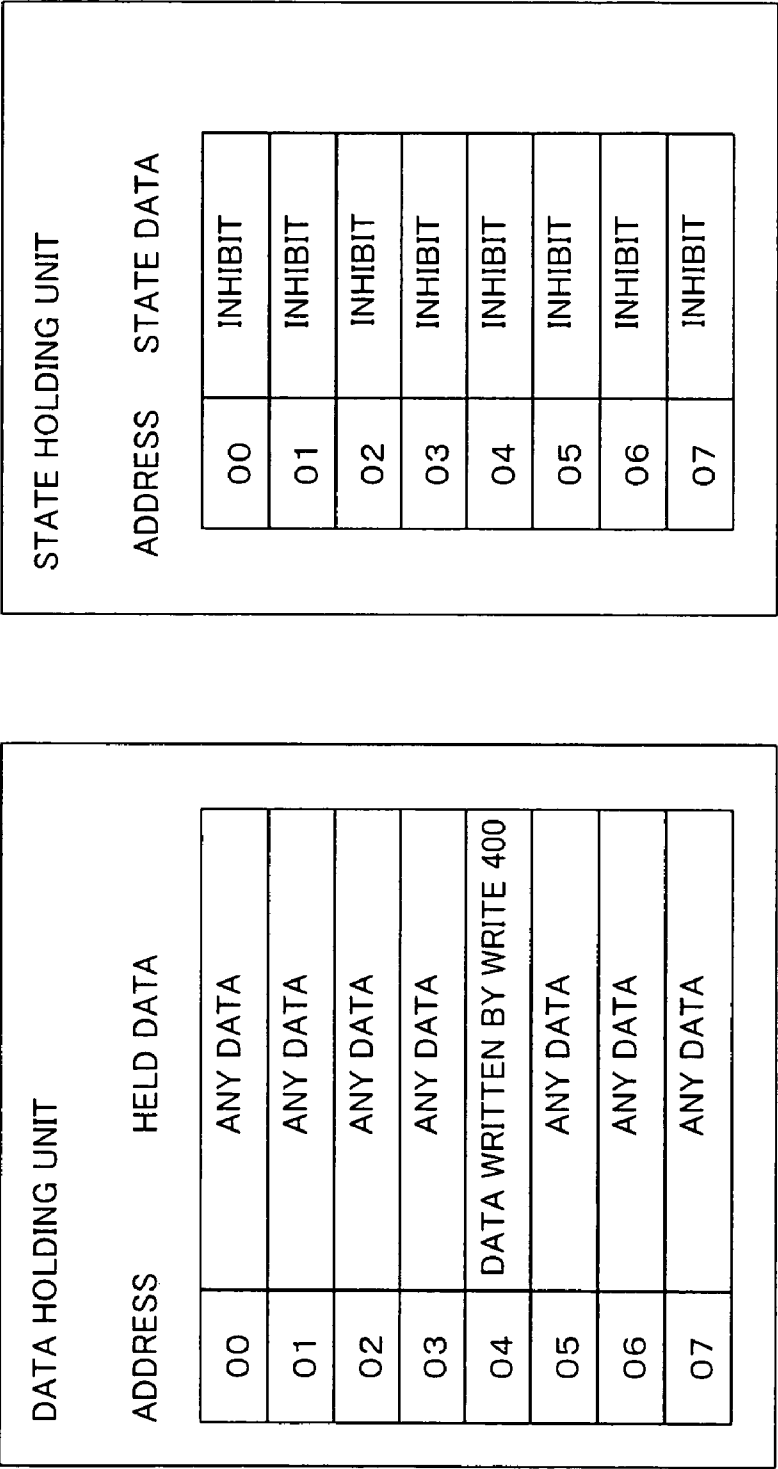 DATA HOLDING UNIT
ADDRESS HELD DATA
00 ANY DATA
01 ANY DATA
02 ANY DATA
03 ANY DATA
04 DATA WRITTEN BY WRITE 400
05 ANY DATA
06 ANY DATA
07 ANY DATA
STATE HOLDING UNIT
ADDRESS STATE DATA
00 INHIBIT
01 INHIBIT
02 INHIBIT
03 INHIBIT
04 INHIBIT
05 INHIBIT
06 INHIBIT
07 INHIBIT